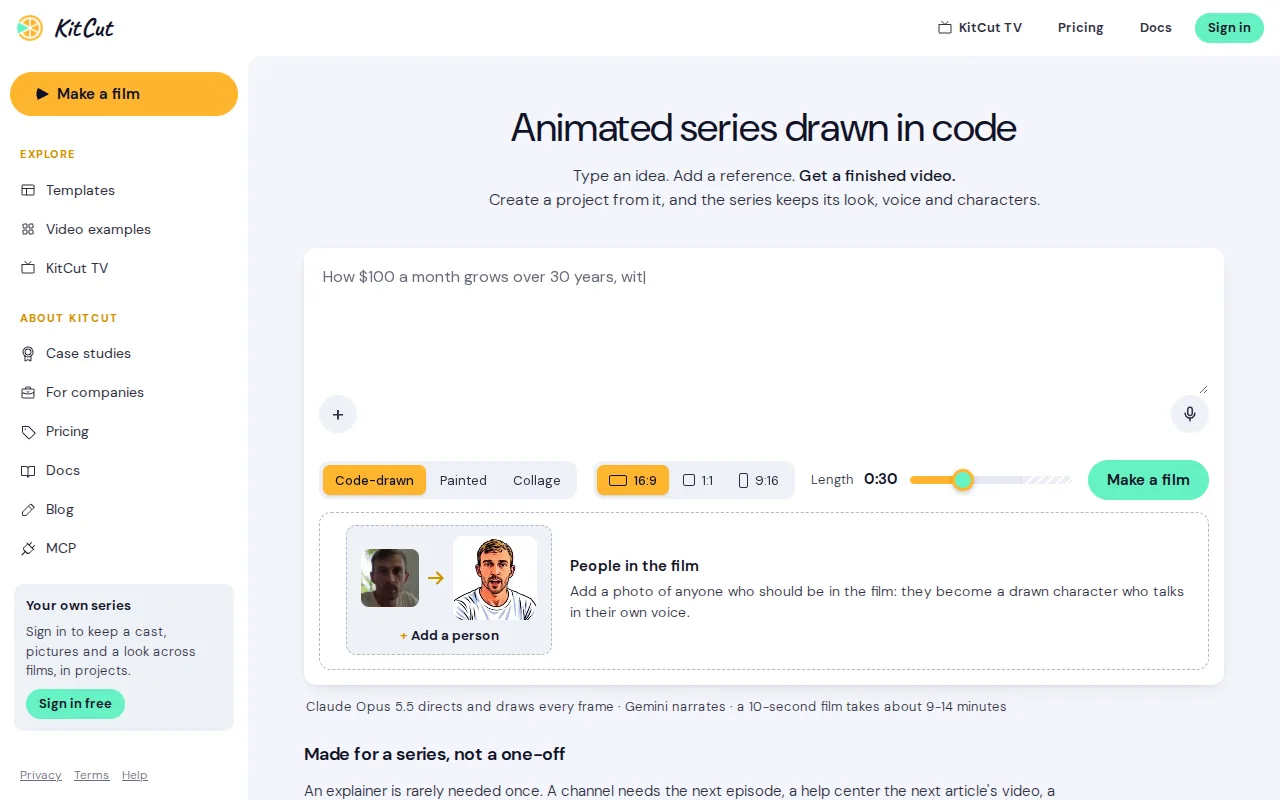 KitCut
KitCut TV
Pricing
Docs
Sign in
Make a film
EXPLORE
Templates
Video examples
KitCut TV
ABOUT KITCUT
Case studies
For companies
Pricing
Docs
Blog
MCP
Your own series
Sign in to keep a cast,
pictures and a look across
films, in projects.
Sign in free
Privacy Terms Help
Animated series drawn in code
Type an idea. Add a reference. Get a finished video.
Create a project from it, and the series keeps its look, voice and characters.
How $100 a month grows over 30 years, wit
Code-drawn Painted Collage
16:9 1:1 9:16
Length 0:30
Make a film
+ Add a person
People in the film
Add a photo of anyone who should be in the film: they become a drawn character who talks
in their own voice.
Claude Opus 5.5 directs and draws every frame · Gemini narrates · a 10-second film takes about 9–14 minutes
Made for a series, not a one-off
An explainer is rarely needed once. A channel needs the next episode, a help center the next article's video, a